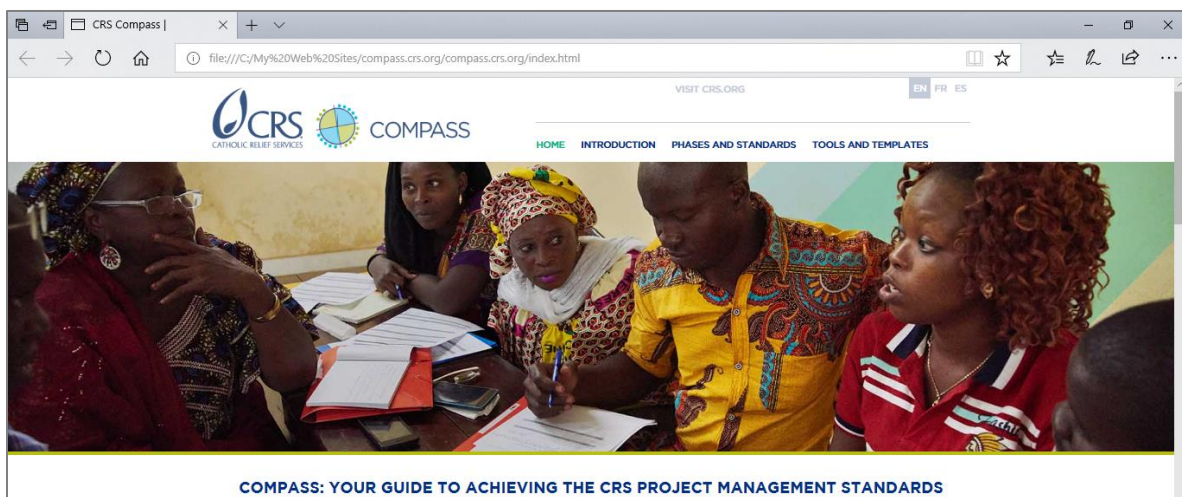 CRS Compass |
file:///C:/My%20Web%20Sites/compass.crs.org/compass.crs.org/index.html
VISIT CRS.ORG
EN FR ES
CRS
CATHOLIC RELIEF SERVICES
COMPASS
HOME INTRODUCTION PHASES AND STANDARDS TOOLS AND TEMPLATES
COMPASS: YOUR GUIDE TO ACHIEVING THE CRS PROJECT MANAGEMENT STANDARDS